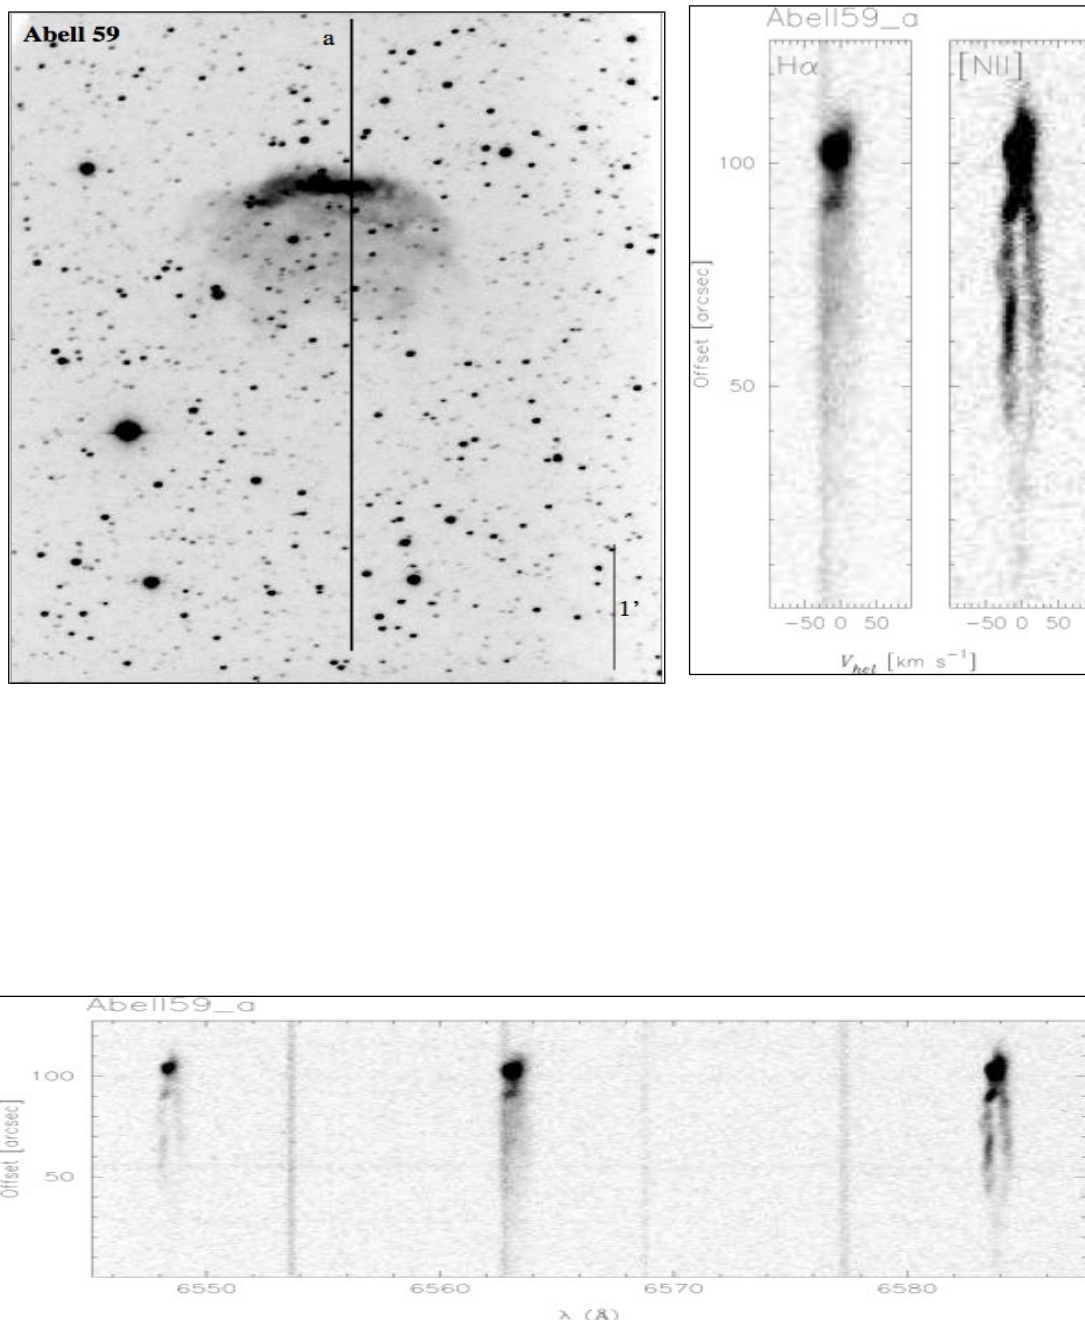 Abell 59
a
1’
Abell59_a
Hα
[NII]
100
50
Offset [arcsec]
−50 0 50
−50 0 50
V_hel [km s⁻¹]
Abell59_a
100
50
Offset [arcsec]
6550 6560 6570 6580
λ (Å)